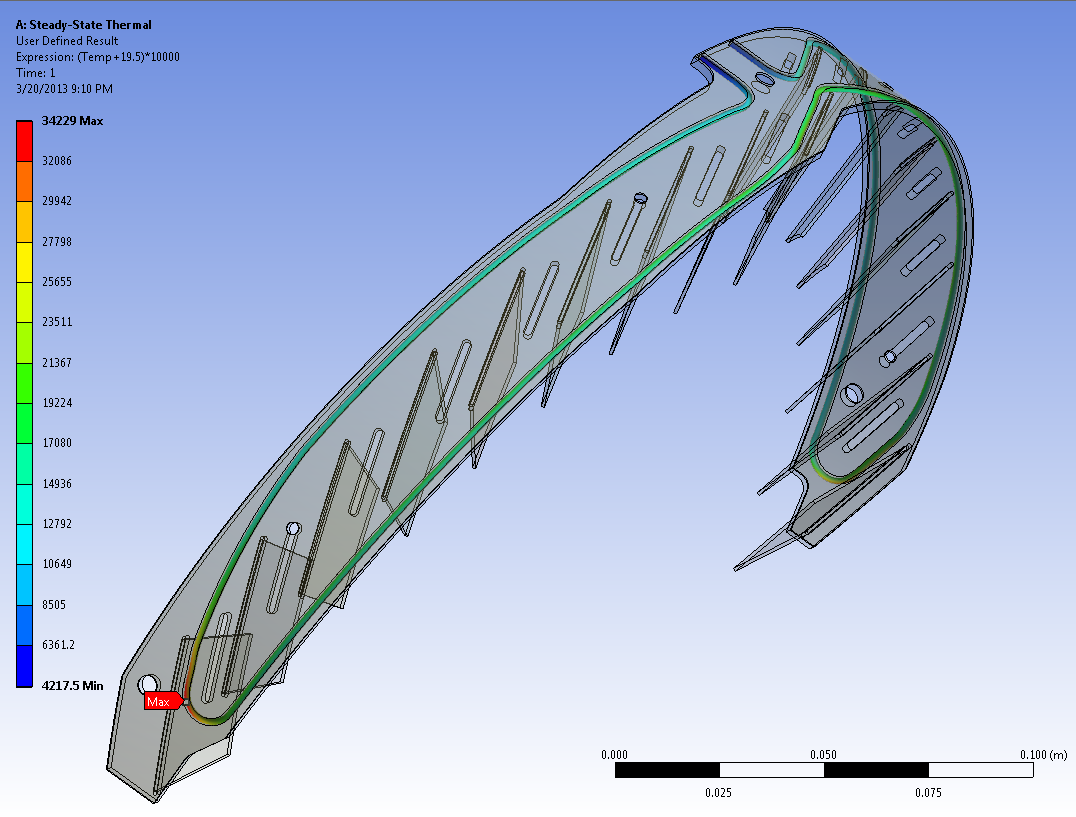 A: Steady-State Thermal
User Defined Result
Expression: (Temp+19.5)*10000
Time: 1
3/20/2013 9:10 PM
34229 Max
32086
29942
27798
25655
23511
21367
19224
17080
14936
12792
10649
8505
6361.2
4217.5 Min
Max
0.000 0.050 0.100 (m)
0.025 0.075